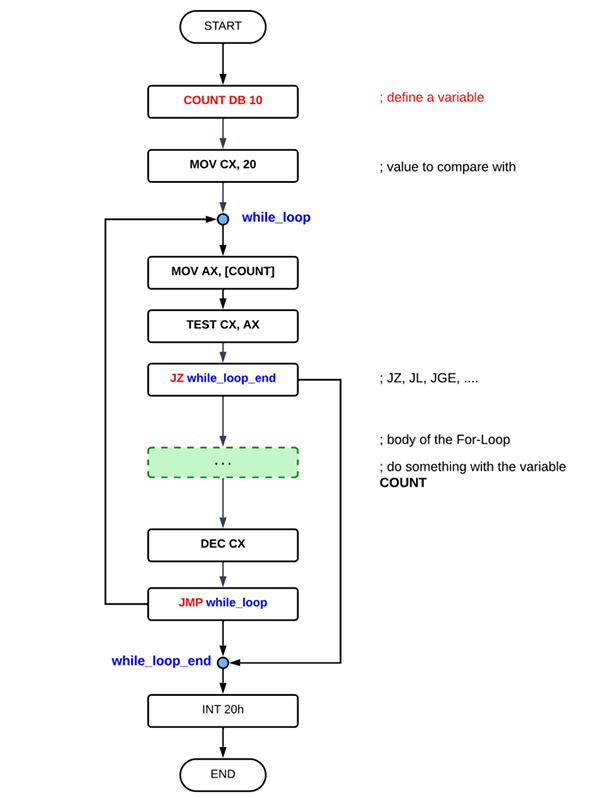 START
COUNT DB 10
; define a variable
MOV CX, 20
; value to compare with
while_loop
MOV AX, [COUNT]
TEST CX, AX
JZ while_loop_end
; JZ, JL, JGE, ....
; body of the For-Loop
...
; do something with the variable
COUNT
DEC CX
JMP while_loop
while_loop_end
INT 20h
END